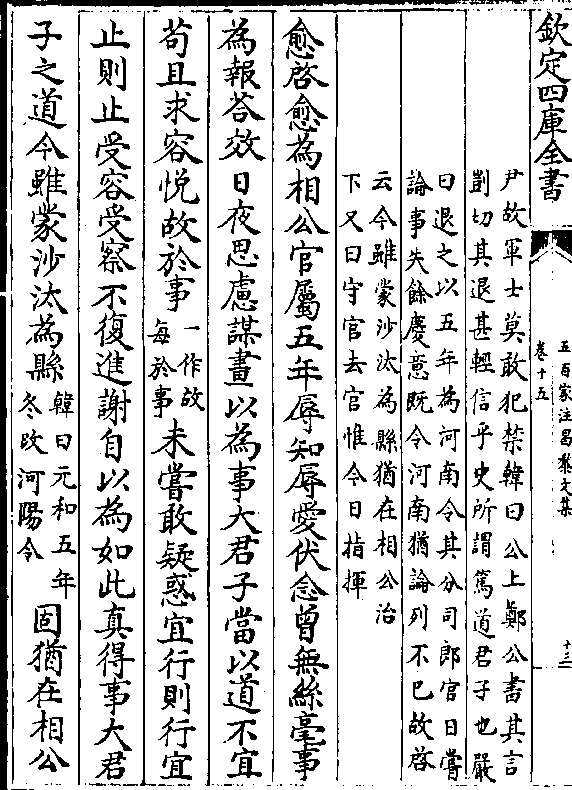 欽定四庫全書
五百家注昌黎文集
卷十五
十三
尹故軍士莫敢犯禁韓曰公上鄭公書其言
剴切其退甚輕信乎史所謂篤道君子也嚴
曰退之以五年為河南令其分司郎官日嘗
論事失餘慶意既令河南猶論列不已故啓
云今雖蒙沙汰為縣猶在相公治
下又曰守官去官惟今日指揮
愈啓愈為相公官屬五年辱知辱愛伏念曾無絲毫事
為報荅效日夜思慮謀畫以為事大君子當以道不宜
苟且求容悦故於事一作故每於事未嘗敢疑惑宜行則行宜
止則止受容受察不復進謝自以為如此真得事大君
子之道今雖蒙沙汰為縣韓曰元和五年冬改河陽令固猶在相公